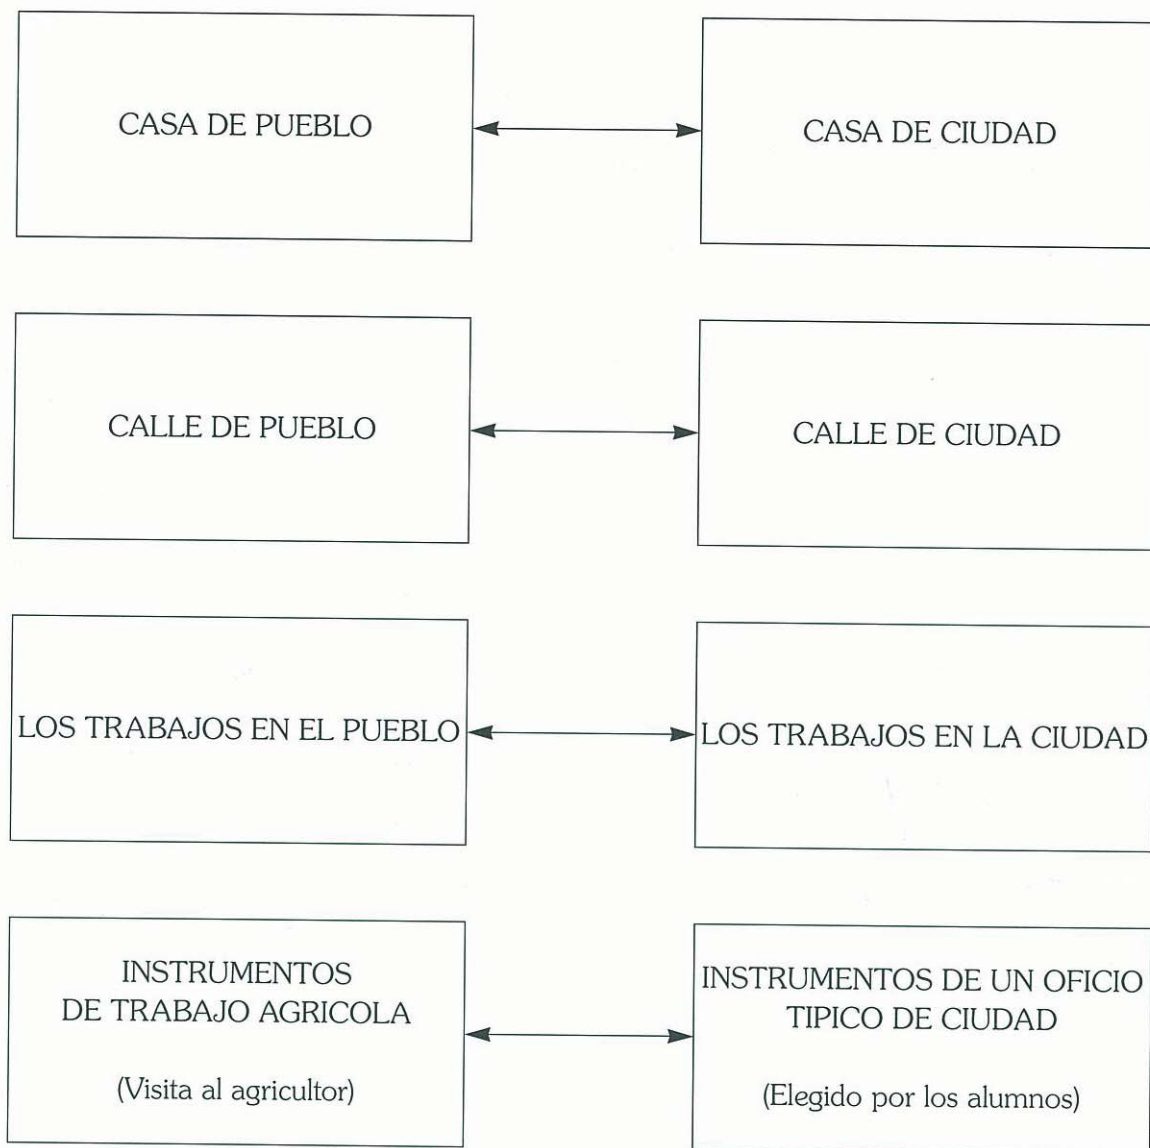 CASA DE PUEBLO
CASA DE CIUDAD
CALLE DE PUEBLO
CALLE DE CIUDAD
LOS TRABAJOS EN EL PUEBLO
LOS TRABAJOS EN LA CIUDAD
INSTRUMENTOS
DE TRABAJO AGRICOLA
(Visita al agricultor)
INSTRUMENTOS DE UN OFICIO
TIPICO DE CIUDAD
(Elegido por los alumnos)